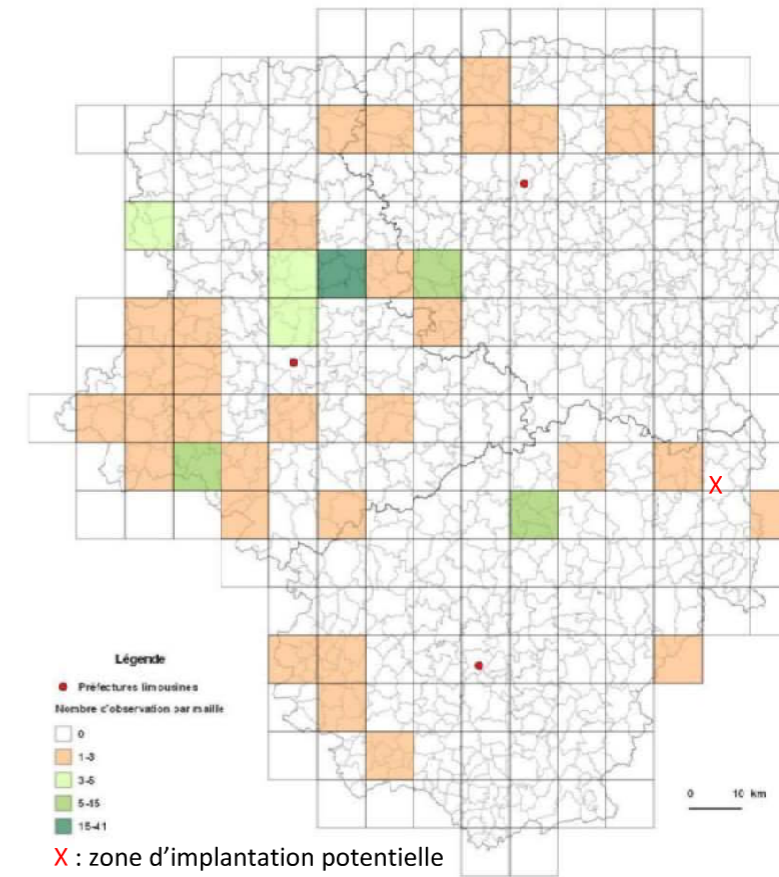 X
Légende
Préfectures limousines
Nombre d'observation par maille
0
1-3
3-5
5-15
15-41
0 10 km
X : zone d'implantation potentielle